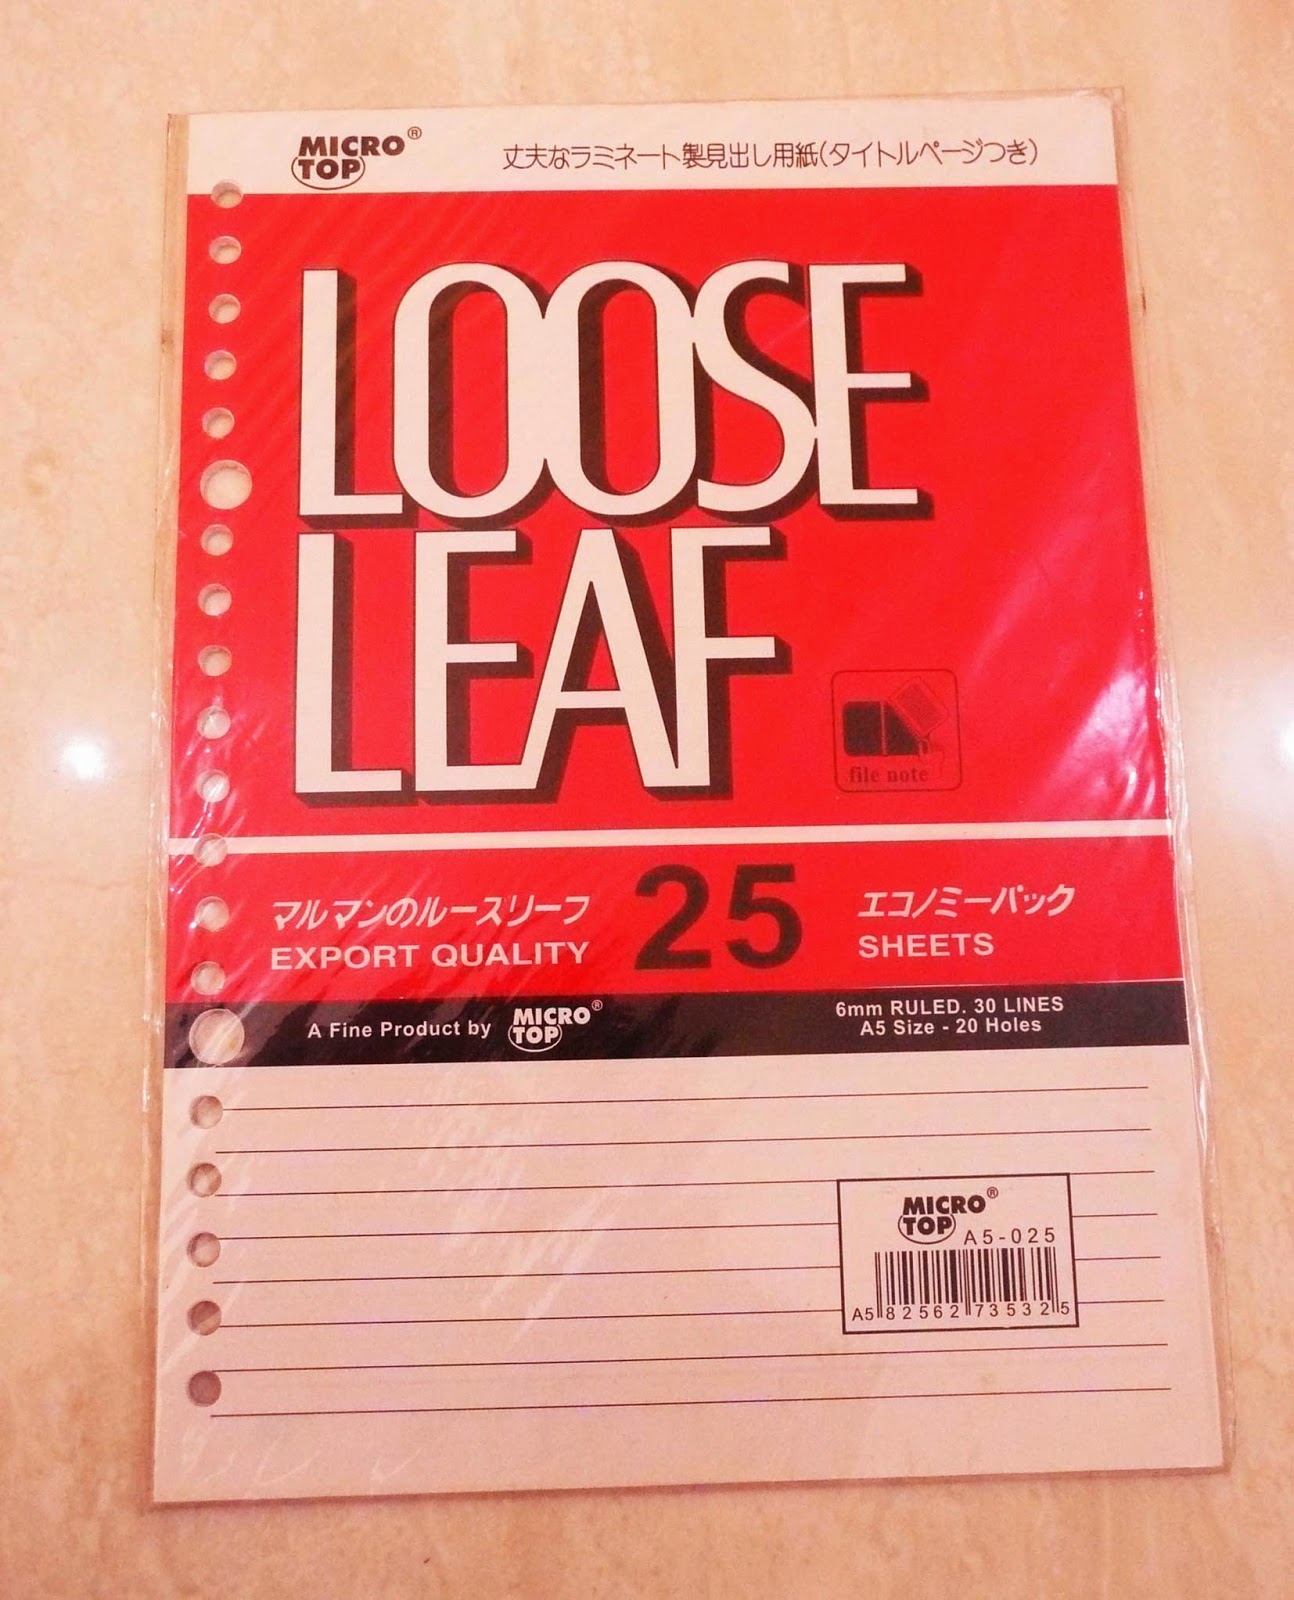 MICRO TOP®
丈夫なラミネート製見出し用紙(タイトルページつき)
LOOSE
LEAF
file note
マルマンのルースリーフ
EXPORT QUALITY
25
エコノミーパック
SHEETS
A Fine Product by MICRO TOP®
6mm RULED. 30 LINES
A5 Size - 20 Holes
MICRO TOP®
A5-025
A5 82562 73532 5